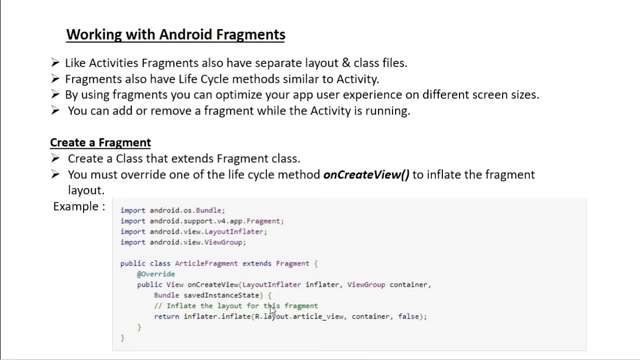 Working with Android Fragments
➢ Like Activities Fragments also have separate layout & class files.
➢ Fragments also have Life Cycle methods similar to Activity.
➢ By using fragments you can optimize your app user experience on different screen sizes.
➢ You can add or remove a fragment while the Activity is running.
Create a Fragment
➢ Create a Class that extends Fragment class.
➢ You must override one of the life cycle method onCreateView() to inflate the fragment
layout.
Example :
import android.os.Bundle;
import android.support.v4.app.Fragment;
import android.view.LayoutInflater;
import android.view.ViewGroup;
public class ArticleFragment extends Fragment {
@Override
public View onCreateView(LayoutInflater inflater, ViewGroup container,
Bundle savedInstanceState) {
// Inflate the layout for this fragment
return inflater.inflate(R.layout.article_view, container, false);
}
}